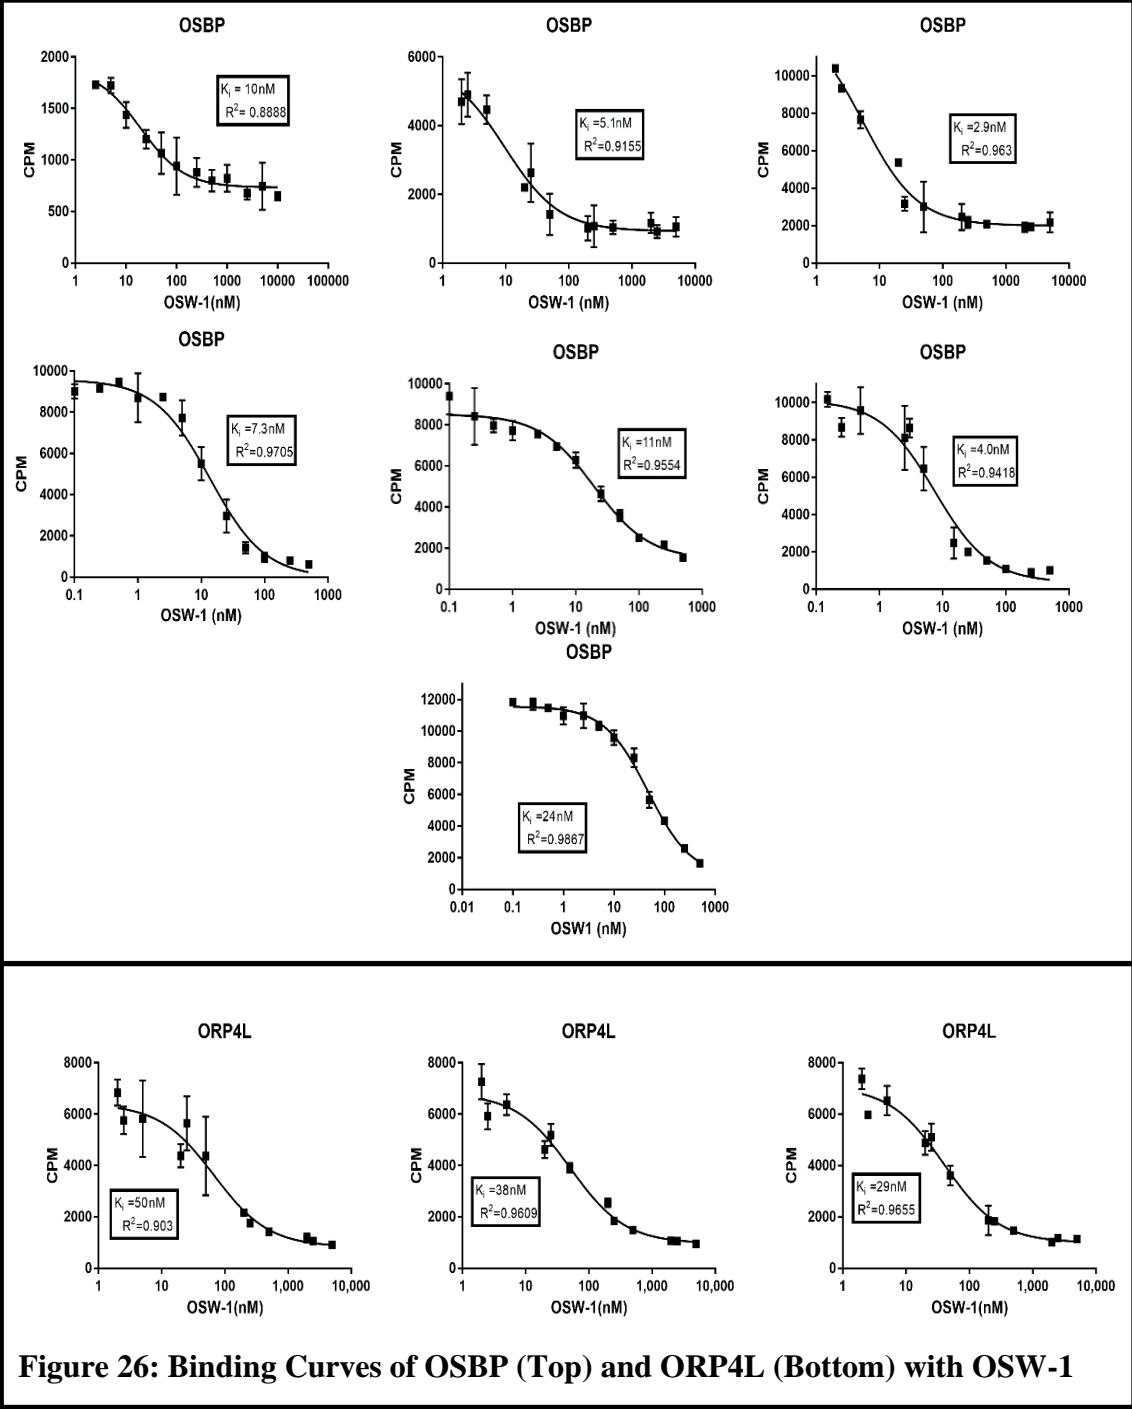 OSBP
2000
1500
1000
500
0
CPM
Ki = 10nM
R2= 0.8888
1 10 100 1000 10000 100000
OSW-1(nM)
OSBP
6000
4000
2000
0
CPM
Ki =5.1nM
R2=0.9155
1 10 100 1000 10000
OSW-1 (nM)
OSBP
10000
8000
6000
4000
2000
0
CPM
Ki =2.9nM
R2=0.963
1 10 100 1000 10000
OSW-1 (nM)
OSBP
10000
8000
6000
4000
2000
0
CPM
Ki =7.3nM
R2=0.9705
0.1 1 10 100 1000
OSW-1 (nM)
OSBP
10000
8000
6000
4000
2000
0
CPM
Ki =11nM
R2=0.9554
0.1 1 10 100 1000
OSW-1 (nM)
OSBP
10000
8000
6000
4000
2000
0
CPM
Ki =4.0nM
R2=0.9418
0.1 1 10 100 1000
OSW-1 (nM)
OSBP
12000
10000
8000
6000
4000
2000
0
CPM
Ki =24nM
R2=0.9867
0.01 0.1 1 10 100 1000
OSW1 (nM)
ORP4L
8000
6000
4000
2000
0
CPM
Ki =50nM
R2=0.903
1 10 100 1,000 10,000
OSW-1(nM)
ORP4L
8000
6000
4000
2000
0
CPM
Ki =38nM
R2=0.9609
1 10 100 1,000 10,000
OSW-1(nM)
ORP4L
8000
6000
4000
2000
0
CPM
Ki =29nM
R2=0.9655
1 10 100 1,000 10,000
OSW-1(nM)
Figure 26: Binding Curves of OSBP (Top) and ORP4L (Bottom) with OSW-1